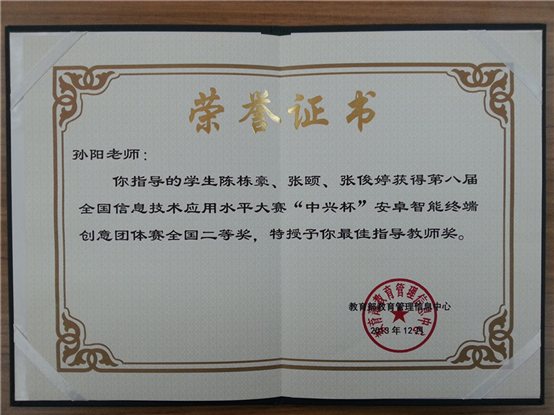 荣誉证书
孙阳老师：
你指导的学生陈栋豪、张颐、张俊婷获得第八届
全国信息技术应用水平大赛“中兴杯”安卓智能终端
创意团体赛全国二等奖，特授予你最佳指导教师奖。
教育部教育管理信息中心
2013年12月